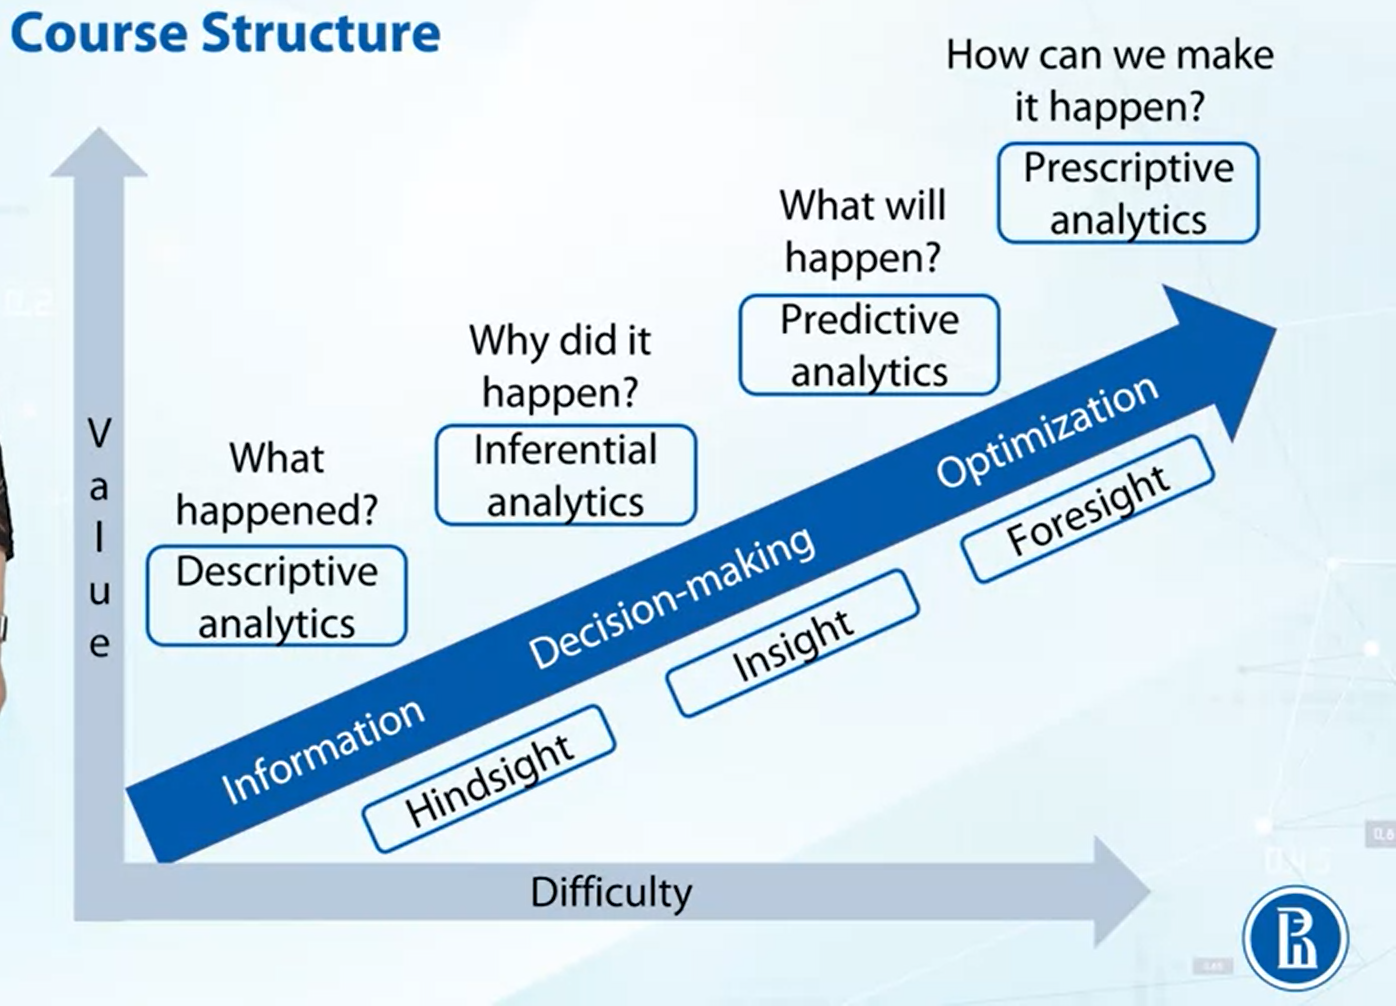 Course Structure
How can we make
it happen?
Prescriptive
analytics
What will
happen?
Predictive
analytics
Why did it
happen?
Inferential
analytics
What
happened?
Descriptive
analytics
Value
Information
Decision-making
Optimization
Hindsight
Insight
Foresight
Difficulty